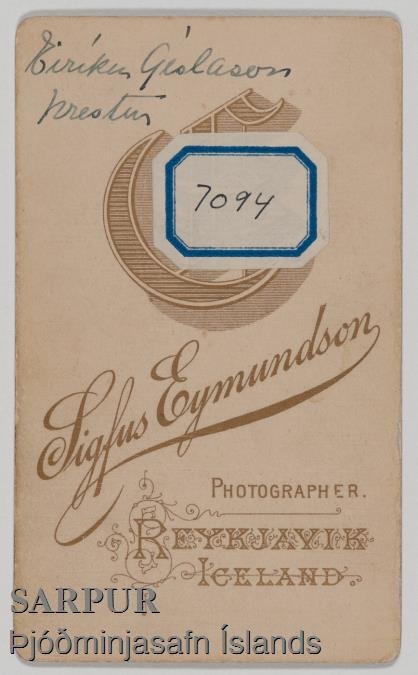 Eiríkur Gíslason
prestur
7094
Sigfus Eymundson
PHOTOGRAPHER.
REYKJAVIK
ICELAND.
SARPUR
Þjóðminjasafn Íslands